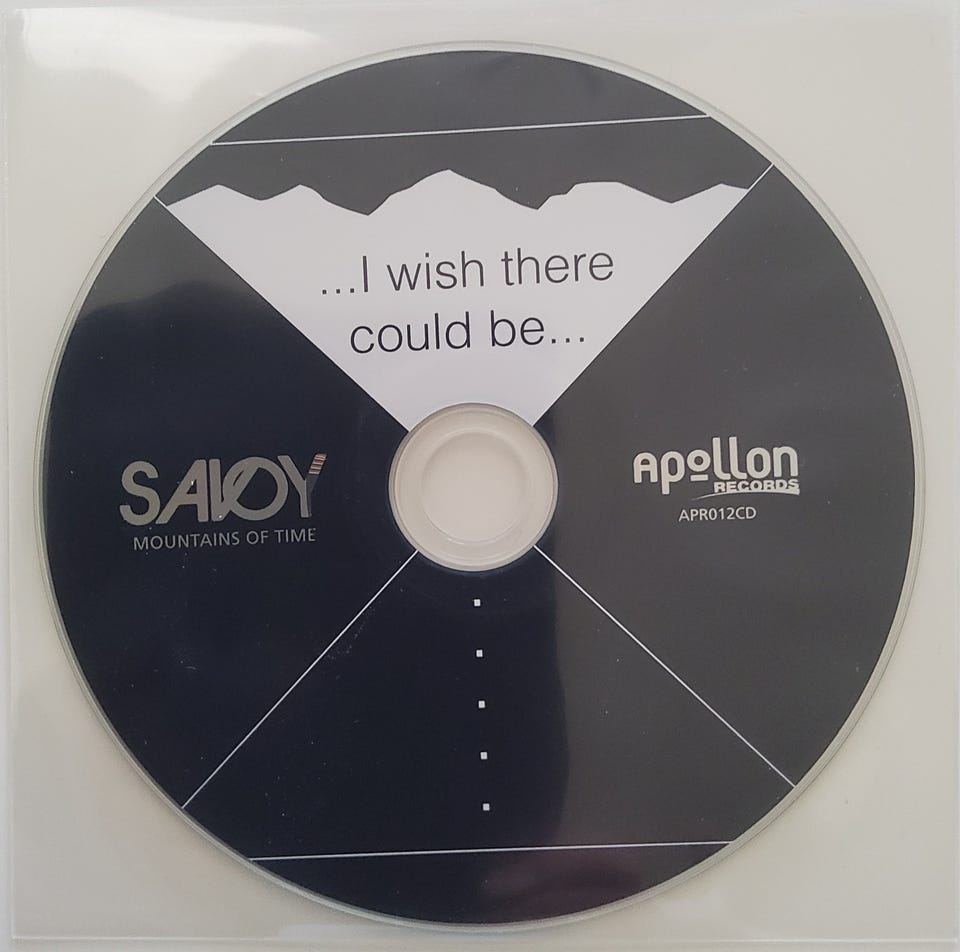 ...I wish there
could be...
SAVOY
MOUNTAINS OF TIME
Apollon
RECORDS
APR012CD